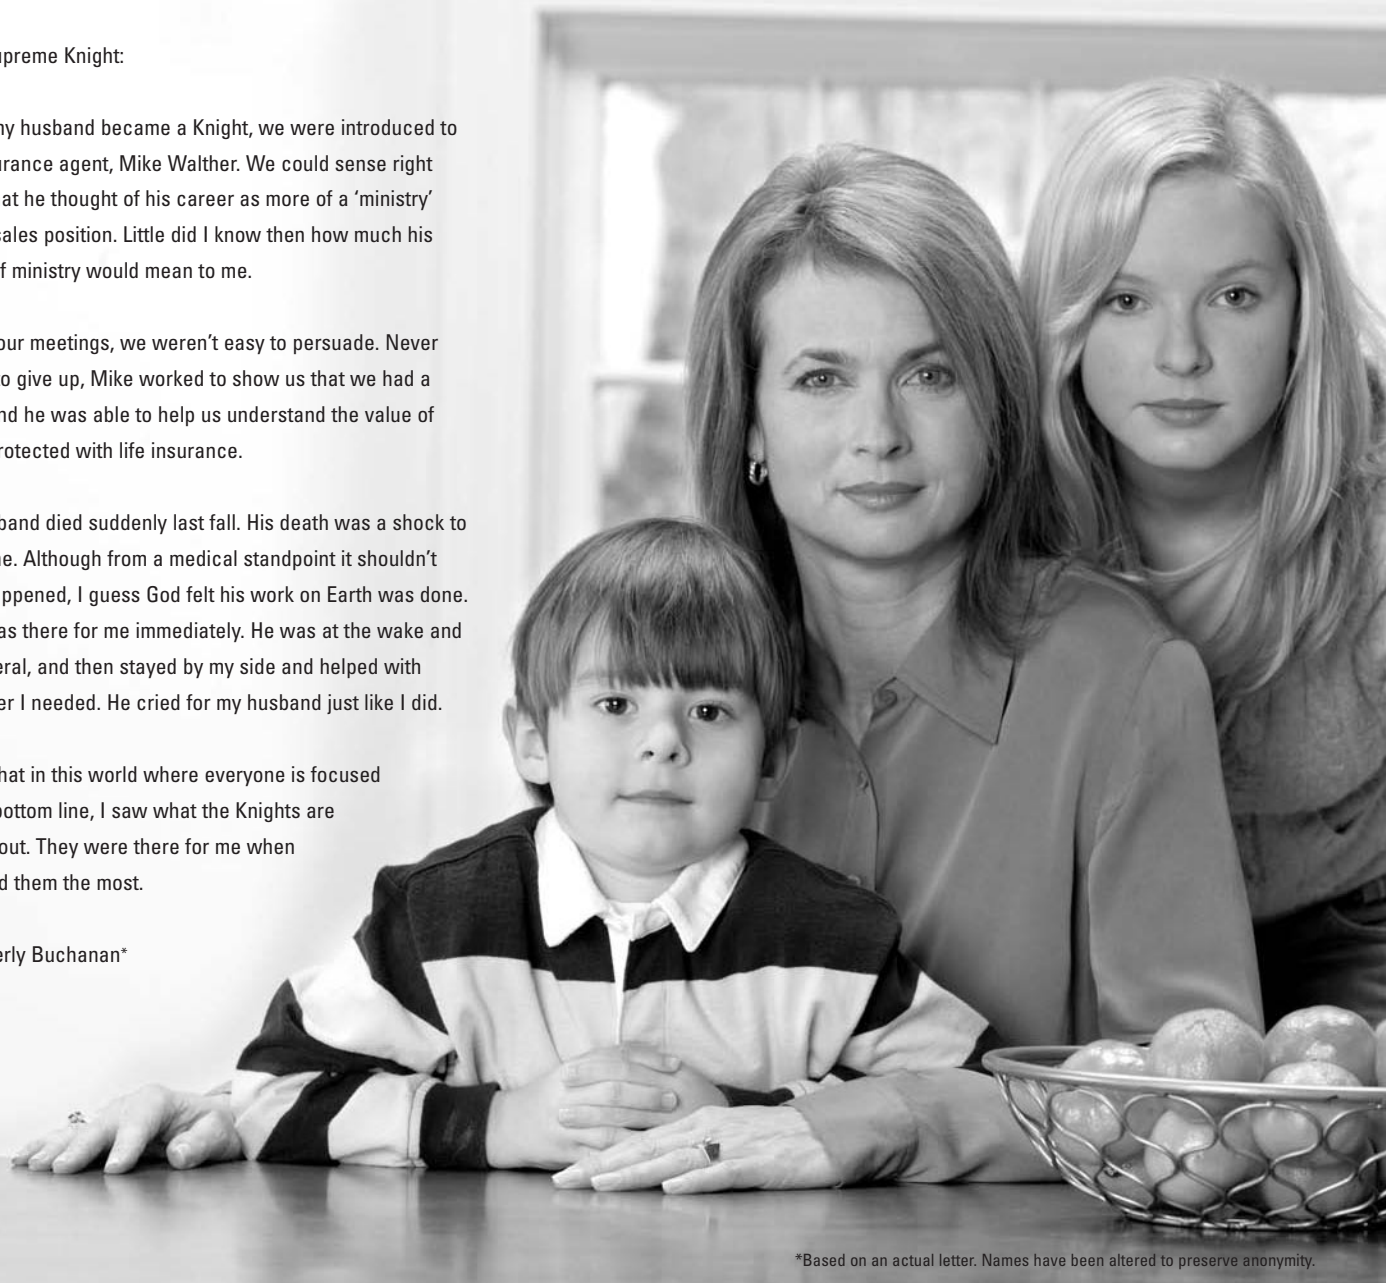 upreme Knight:
ny husband became a Knight, we were introduced to
urance agent, Mike Walther. We could sense right
at he thought of his career as more of a ‘ministry’
sales position. Little did I know then how much his
f ministry would mean to me.
our meetings, we weren’t easy to persuade. Never
o give up, Mike worked to show us that we had a
nd he was able to help us understand the value of
rotected with life insurance.
band died suddenly last fall. His death was a shock to
ne. Although from a medical standpoint it shouldn’t
appened, I guess God felt his work on Earth was done.
as there for me immediately. He was at the wake and
eral, and then stayed by my side and helped with
er I needed. He cried for my husband just like I did.
hat in this world where everyone is focused
bottom line, I saw what the Knights are
out. They were there for me when
d them the most.
erly Buchanan*
*Based on an actual letter. Names have been altered to preserve anonymity.